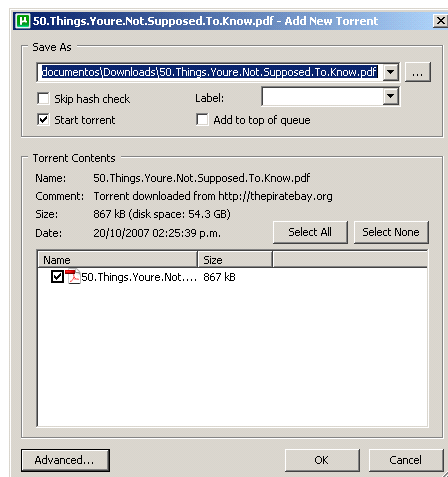 50.Things.Youre.Not.Supposed.To.Know.pdf - Add New Torrent
Save As
documentos\Downloads\50.Things.Youre.Not.Supposed.To.Know.pdf
...
Skip hash check
Label:
Start torrent
Add to top of queue
Torrent Contents
Name: 50.Things.Youre.Not.Supposed.To.Know.pdf
Comment: Torrent downloaded from http://thepiratebay.org
Size: 867 kB (disk space: 54.3 GB)
Date: 20/10/2007 02:25:39 p.m.
Select All
Select None
Name Size
50.Things.Youre.Not.... 867 kB
Advanced...
OK
Cancel